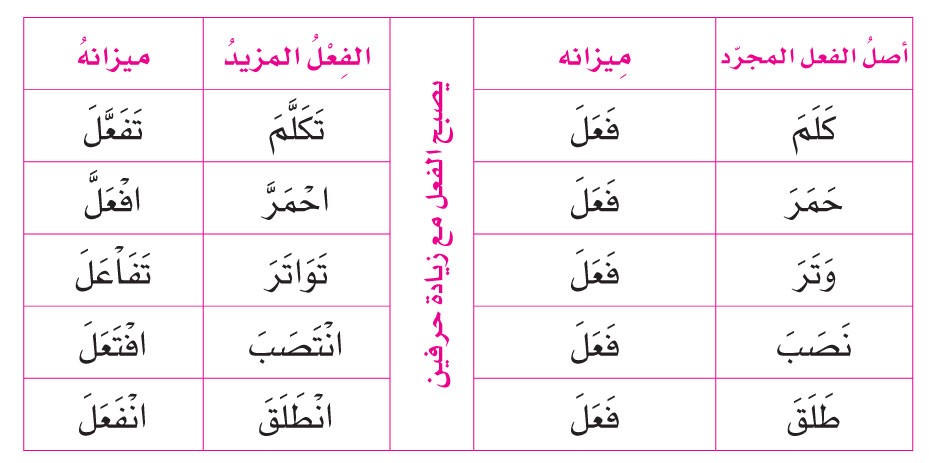 أصلُ الفعل المجرّد مِيزانه الفِعْلُ المزيدُ ميزانهُ
كَلَمَ فَعَلَ تَكَلَّمَ تَفَعَّلَ
حَمَرَ فَعَلَ احْمَرَّ افْعَلَّ
وَتَرَ فَعَلَ تَوَاتَرَ تَفَاْعَلَ
نَصَبَ فَعَلَ انْتَصَبَ افْتَعَلَ
طَلَقَ فَعَلَ انْطَلَقَ انْفَعَلَ
يصبح الفعل مع زيادة حرفين